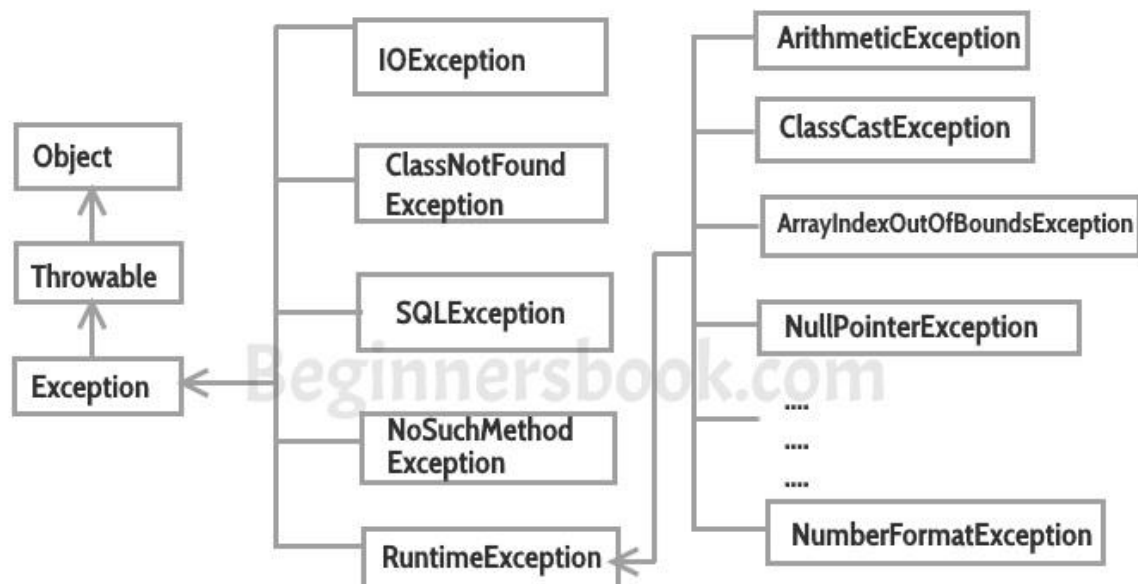 Object
Throwable
Exception
IOException
ClassNotFound
Exception
SQLException
NoSuchMethod
Exception
RuntimeException
ArithmeticException
ClassCastException
ArrayIndexOutOfBoundsException
NullPointerException
....
....
....
NumberFormatException
Beginnersbook.com